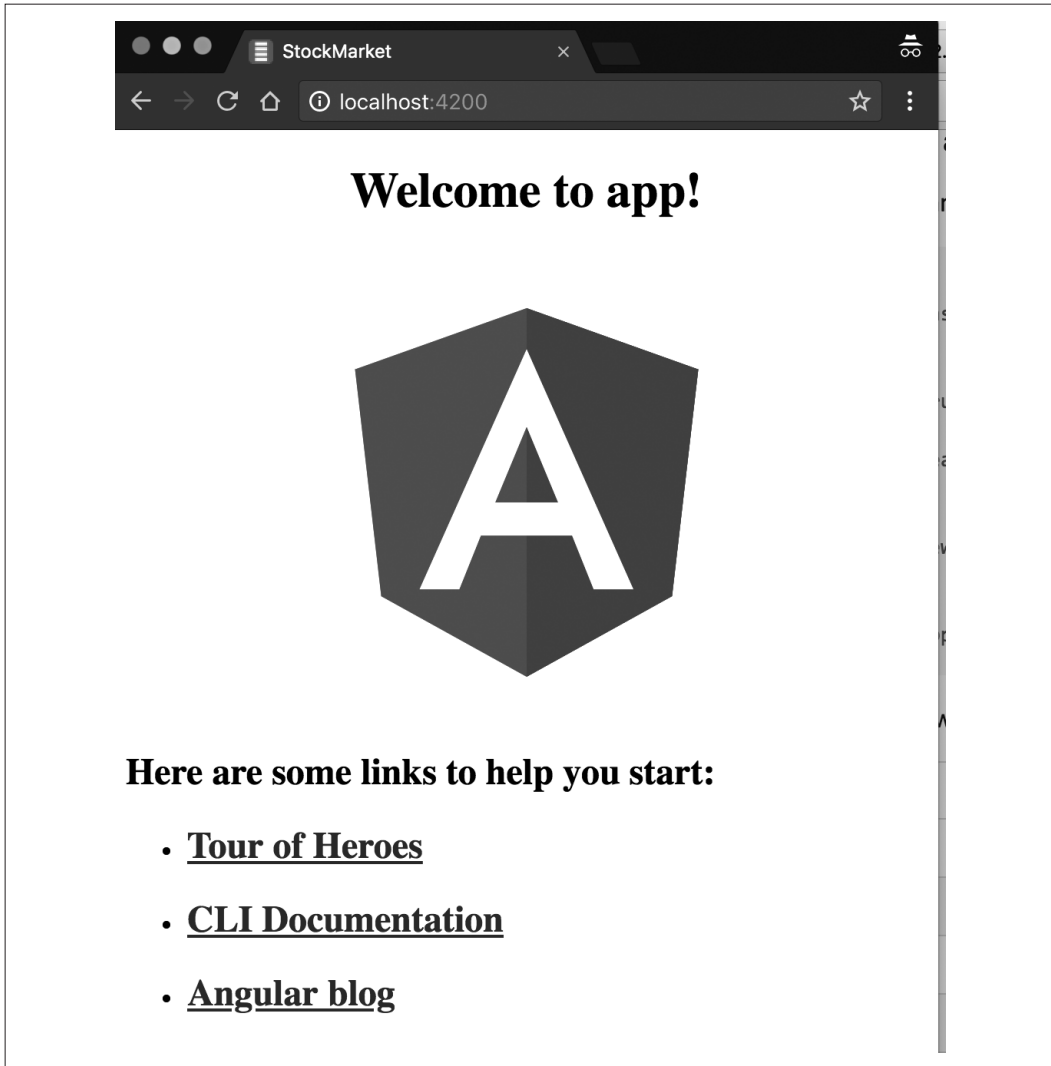 StockMarket
localhost:4200
Welcome to app!
A
Here are some links to help you start:
Tour of Heroes
CLI Documentation
Angular blog